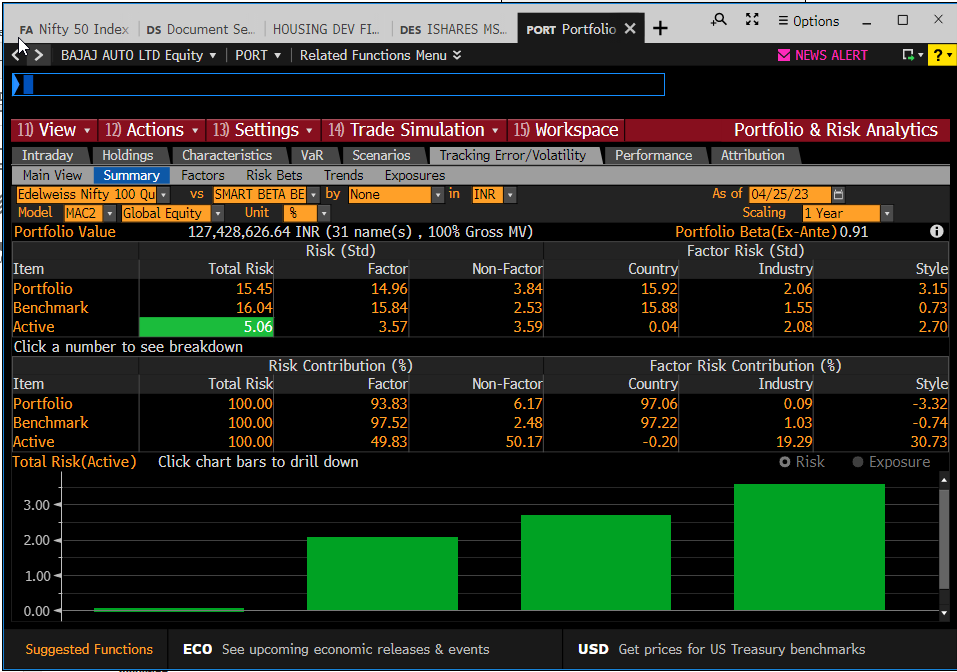 FA Nifty 50 Index DS Document Se... HOUSING DEV FI... DES ISHARES MS... PORT Portfolio ✕ + Options
< > BAJAJ AUTO LTD Equity PORT Related Functions Menu NEWS ALERT ?
11) View 12) Actions 13) Settings 14) Trade Simulation 15) Workspace Portfolio & Risk Analytics
Intraday Holdings Characteristics VaR Scenarios Tracking Error/Volatility Performance Attribution
Main View Summary Factors Risk Bets Trends Exposures
Edelweiss Nifty 100 Qu vs SMART BETA BE by None in INR As of 04/25/23
Model MAC2 Global Equity Unit % Scaling 1 Year
Portfolio Value 127,428,626.64 INR (31 name(s) , 100% Gross MV) Portfolio Beta(Ex-Ante) 0.91
Risk (Std) Factor Risk (Std)
Item Total Risk Factor Non-Factor Country Industry Style
Portfolio 15.45 14.96 3.84 15.92 2.06 3.15
Benchmark 16.04 15.84 2.53 15.88 1.55 0.73
Active 5.06 3.57 3.59 0.04 2.08 2.70
Click a number to see breakdown
Risk Contribution (%) Factor Risk Contribution (%)
Item Total Risk Factor Non-Factor Country Industry Style
Portfolio 100.00 93.83 6.17 97.06 0.09 -3.32
Benchmark 100.00 97.52 2.48 97.22 1.03 -0.74
Active 100.00 49.83 50.17 -0.20 19.29 30.73
Total Risk(Active) Click chart bars to drill down Risk Exposure
3.00
2.00
1.00
0.00
Suggested Functions ECO See upcoming economic releases & events USD Get prices for US Treasury benchmarks